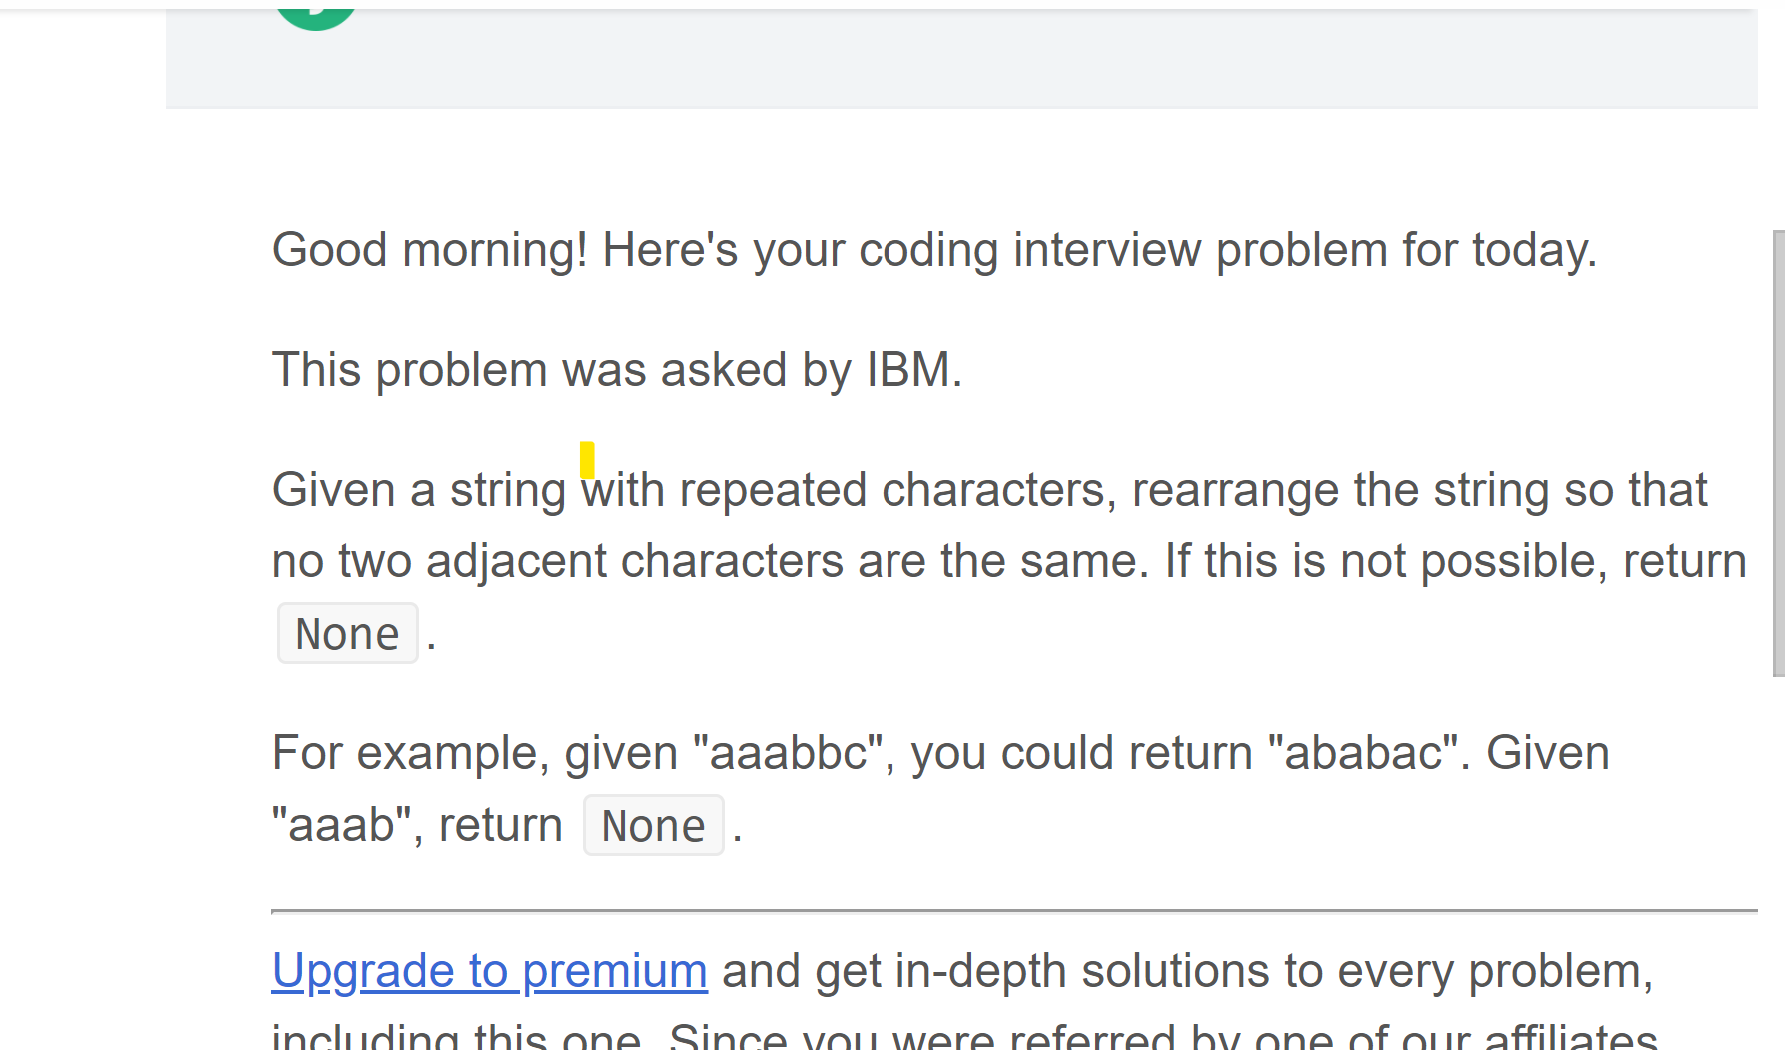 Good morning! Here's your coding interview problem for today.
This problem was asked by IBM.
Given a string with repeated characters, rearrange the string so that
no two adjacent characters are the same. If this is not possible, return
None .
For example, given "aaabbc", you could return "ababac". Given
"aaab", return None .
Upgrade to premium and get in-depth solutions to every problem,
including this one. Since you were referred by one of our affiliates,